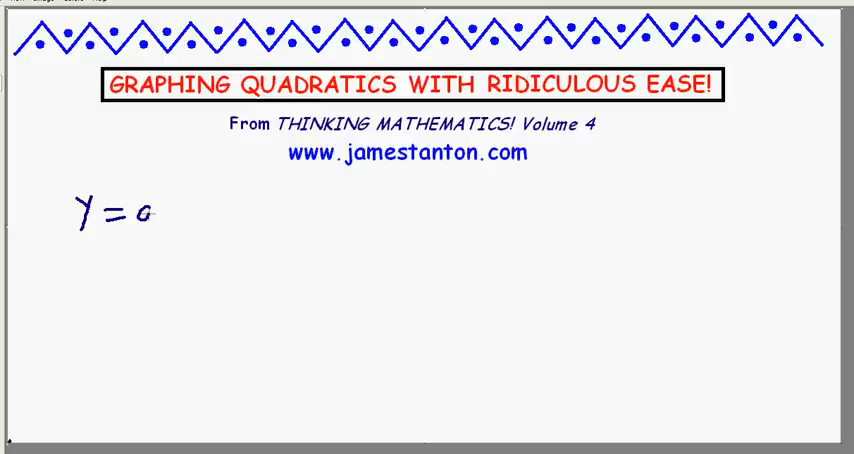 GRAPHING QUADRATICS WITH RIDICULOUS EASE!
From THINKING MATHEMATICS! Volume 4
www.jamestanton.com
y = a